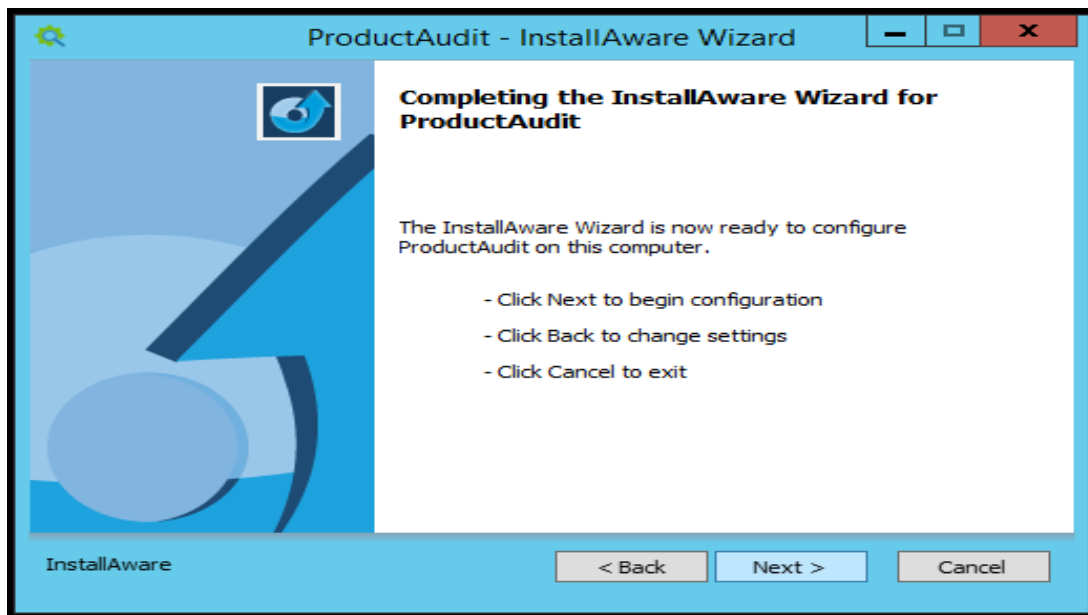 ProductAudit - InstallAware Wizard
Completing the InstallAware Wizard for
ProductAudit
The InstallAware Wizard is now ready to configure
ProductAudit on this computer.
- Click Next to begin configuration
- Click Back to change settings
- Click Cancel to exit
InstallAware
< Back
Next >
Cancel